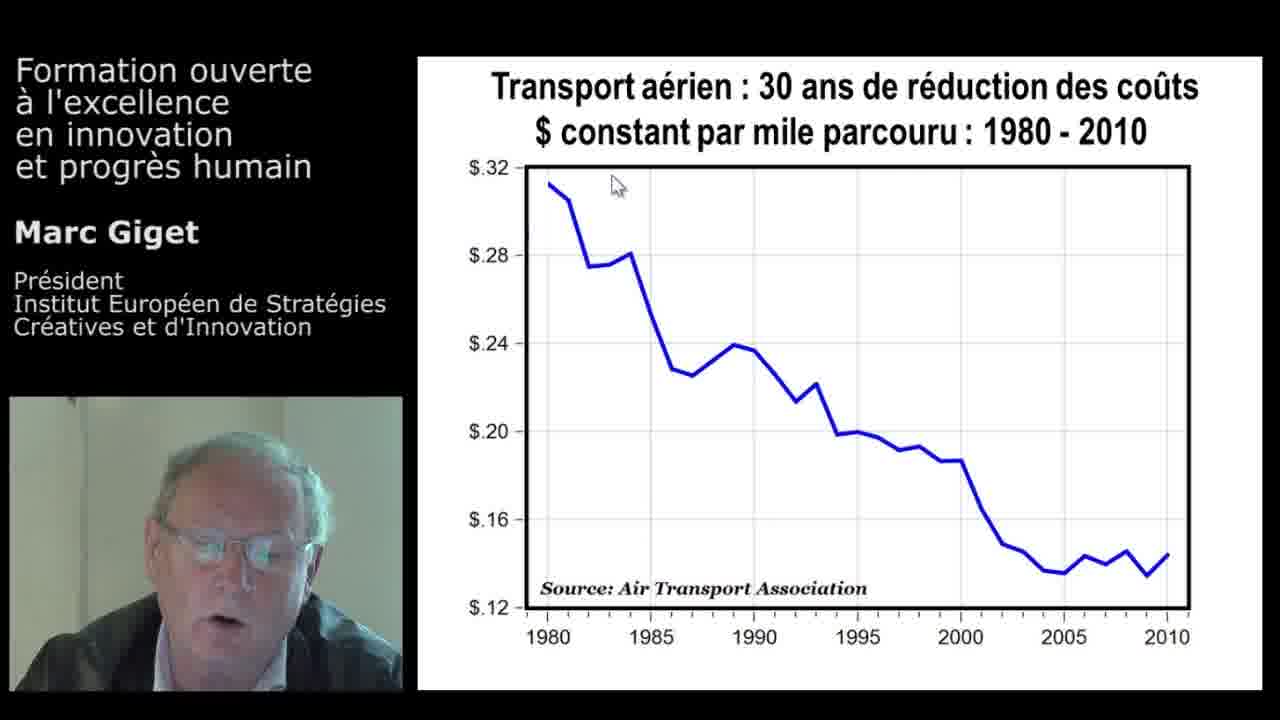 Formation ouverte
à l'excellence
en innovation
et progrès humain
Marc Giget
Président
Institut Européen de Stratégies
Créatives et d'Innovation
Transport aérien : 30 ans de réduction des coûts
$ constant par mile parcouru : 1980 - 2010
$.32
$.28
$.24
$.20
$.16
$.12
Source: Air Transport Association
1980 1985 1990 1995 2000 2005 2010